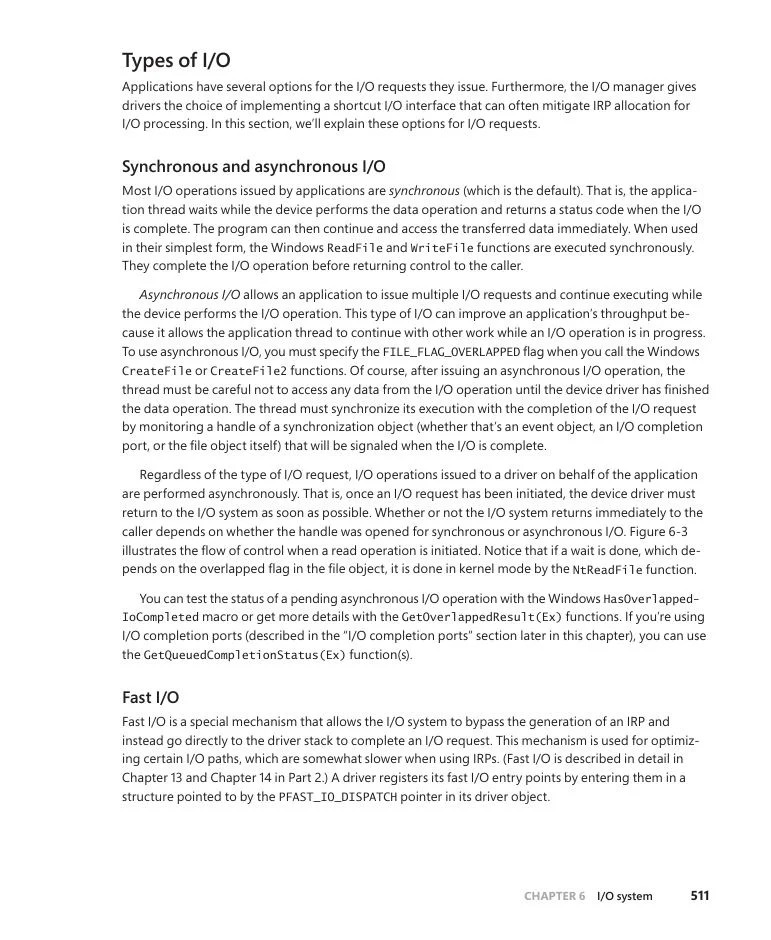 Types of I/O
Applications have several options for the I/O requests they issue. Furthermore, the I/O manager gives
drivers the choice of implementing a shortcut I/O interface that can often mitigate IRP allocation for
I/O processing. In this section, we’ll explain these options for I/O requests.
Synchronous and asynchronous I/O
Most I/O operations issued by applications are synchronous (which is the default). That is, the applica-
tion thread waits while the device performs the data operation and returns a status code when the I/O
is complete. The program can then continue and access the transferred data immediately. When used
in their simplest form, the Windows ReadFile and WriteFile functions are executed synchronously.
They complete the I/O operation before returning control to the caller.
Asynchronous I/O allows an application to issue multiple I/O requests and continue executing while
the device performs the I/O operation. This type of I/O can improve an application’s throughput be-
cause it allows the application thread to continue with other work while an I/O operation is in progress.
To use asynchronous I/O, you must specify the FILE_FLAG_OVERLAPPED flag when you call the Windows
CreateFile or CreateFile2 functions. Of course, after issuing an asynchronous I/O operation, the
thread must be careful not to access any data from the I/O operation until the device driver has finished
the data operation. The thread must synchronize its execution with the completion of the I/O request
by monitoring a handle of a synchronization object (whether that’s an event object, an I/O completion
port, or the file object itself) that will be signaled when the I/O is complete.
Regardless of the type of I/O request, I/O operations issued to a driver on behalf of the application
are performed asynchronously. That is, once an I/O request has been initiated, the device driver must
return to the I/O system as soon as possible. Whether or not the I/O system returns immediately to the
caller depends on whether the handle was opened for synchronous or asynchronous I/O. Figure 6-3
illustrates the flow of control when a read operation is initiated. Notice that if a wait is done, which de-
pends on the overlapped flag in the file object, it is done in kernel mode by the NtReadFile function.
You can test the status of a pending asynchronous I/O operation with the Windows HasOverlapped-
IoCompleted macro or get more details with the GetOverlappedResult(Ex) functions. If you’re using
I/O completion ports (described in the “I/O completion ports” section later in this chapter), you can use
the GetQueuedCompletionStatus(Ex) function(s).
Fast I/O
Fast I/O is a special mechanism that allows the I/O system to bypass the generation of an IRP and
instead go directly to the driver stack to complete an I/O request. This mechanism is used for optimiz-
ing certain I/O paths, which are somewhat slower when using IRPs. (Fast I/O is described in detail in
Chapter 13 and Chapter 14 in Part 2.) A driver registers its fast I/O entry points by entering them in a
structure pointed to by the PFAST_IO_DISPATCH pointer in its driver object.
CHAPTER 6 I/O system 511